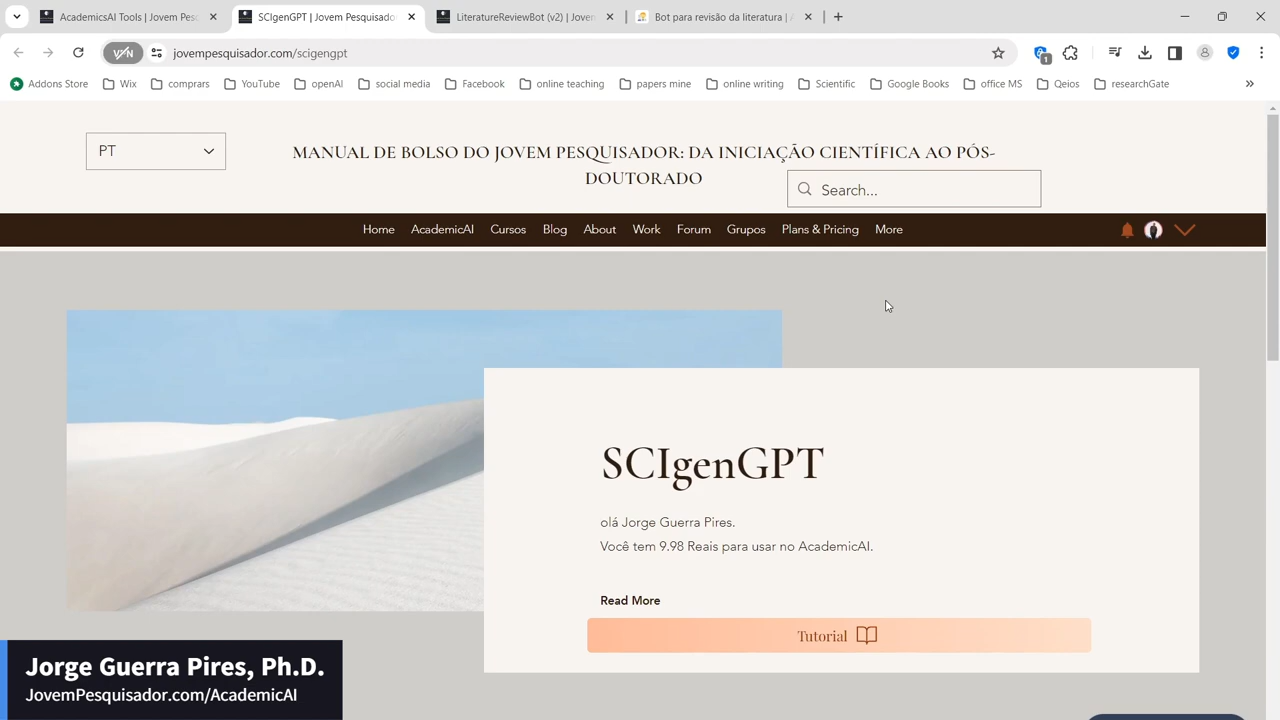 AcademicsAI Tools | Jovem Pesq
SCIgenGPT | Jovem Pesquisador
LiteratureReviewBot (v2) | Joven
Bot para revisão da literatura |
jovempesquisador.com/scigengpt
1
Addons Store
Wix
comprars
YouTube
openAI
social media
Facebook
online teaching
papers mine
online writing
Scientific
Google Books
office MS
Qeios
researchGate
PT
MANUAL DE BOLSO DO JOVEM PESQUISADOR: DA INICIAÇÃO CIENTÍFICA AO PÓS-
DOUTORADO
Search...
Home AcademicAI Cursos Blog About Work Forum Grupos Plans & Pricing More
SCIgenGPT
olá Jorge Guerra Pires.
Você tem 9.98 Reais para usar no AcademicAI.
Read More
Tutorial
Jorge Guerra Pires, Ph.D.
JovemPesquisador.com/AcademicAI